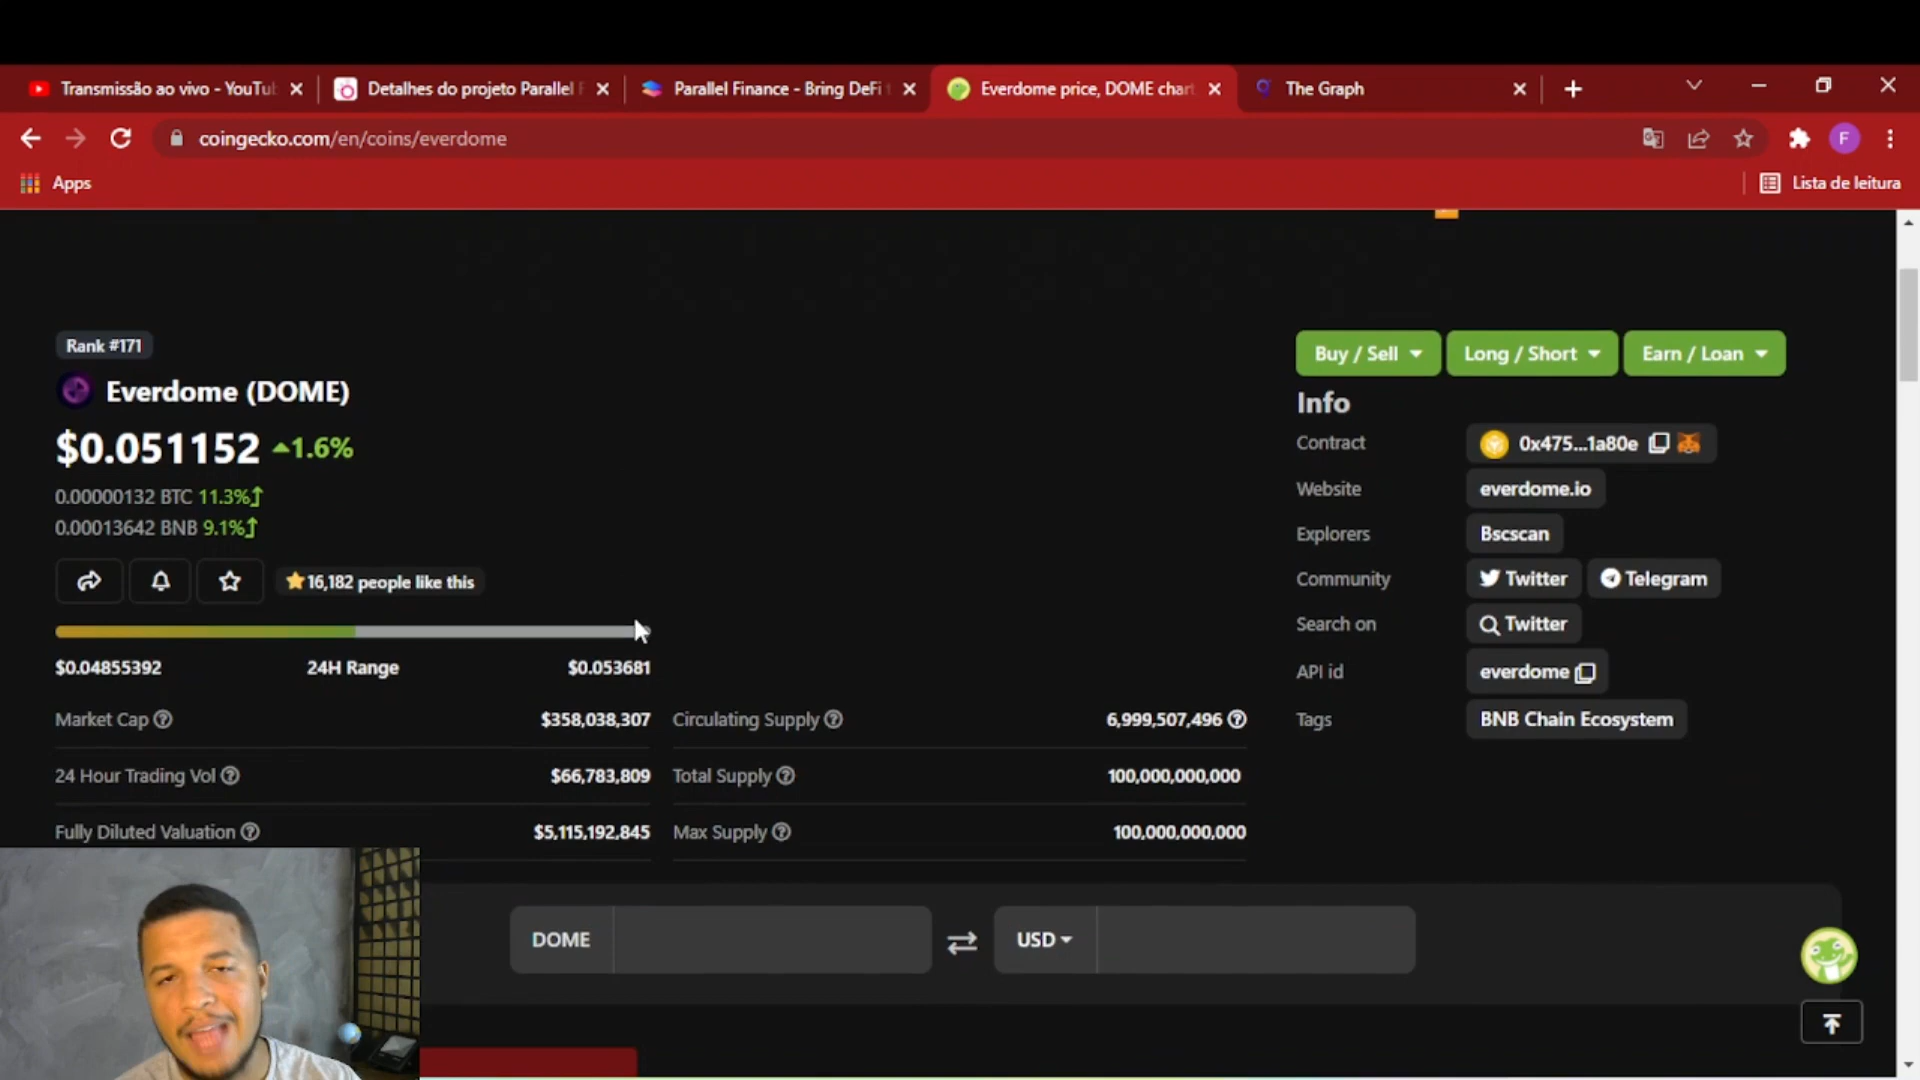 Transmissão ao vivo - YouTu
Detalhes do projeto Parallel F
Parallel Finance - Bring DeFi t
Everdome price, DOME chart
The Graph
coingecko.com/en/coins/everdome
F
Apps
Lista de leitura
Rank #171
Everdome (DOME)
$0.051152 1.6%
0.00000132 BTC 11.3%
0.00013642 BNB 9.1%
16,182 people like this
$0.04855392 24H Range $0.053681
Market Cap $358,038,307
24 Hour Trading Vol $66,783,809
Fully Diluted Valuation $5,115,192,845
Circulating Supply 6,999,507,496
Total Supply 100,000,000,000
Max Supply 100,000,000,000
Buy / Sell Long / Short Earn / Loan
Info
Contract 0x475...1a80e
Website everdome.io
Explorers Bscscan
Community Twitter Telegram
Search on Twitter
API id everdome
Tags BNB Chain Ecosystem
DOME USD